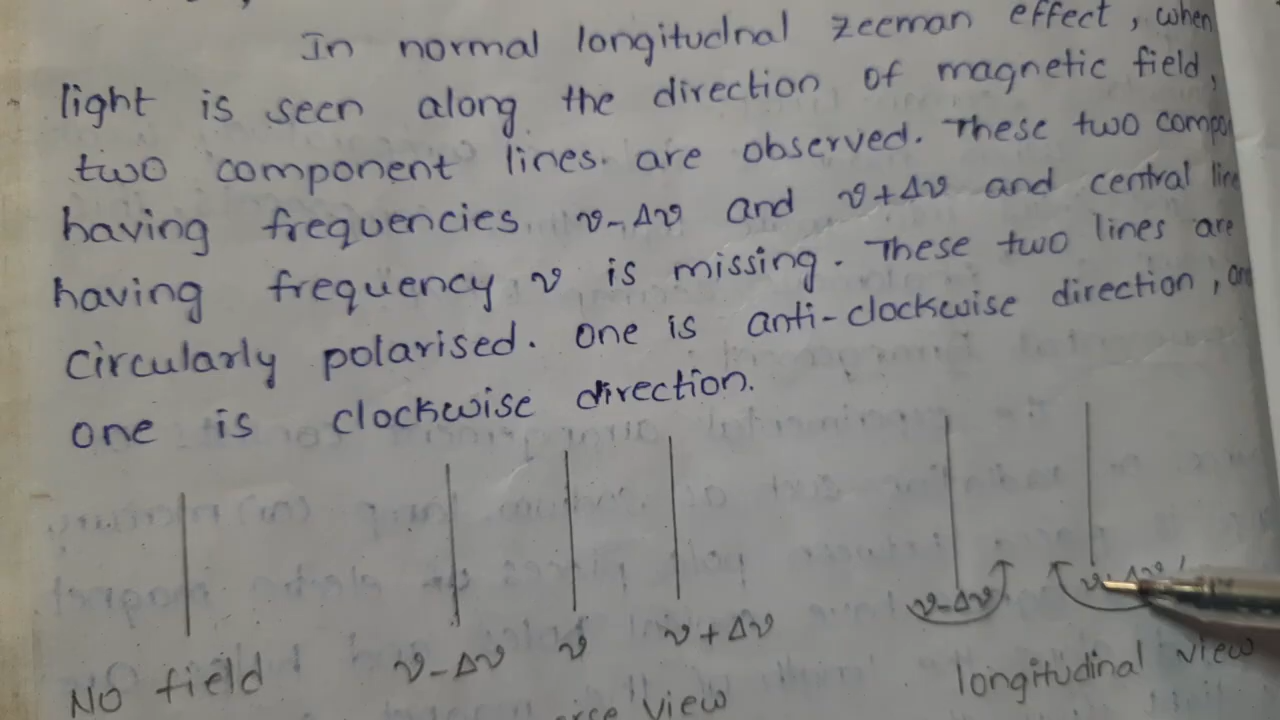 In normal longitudnal zeeman effect, when
light is seen along the direction of magnetic field,
two component lines are observed. These two
having frequencies ν-Δν and ν+Δν and central line
having frequency ν is missing. These two lines are
circularly polarised. One is anti-clockwise direction,
one is clockwise direction.
ν-Δν
ν-Δν ν ν+Δν
No field view longitudinal view